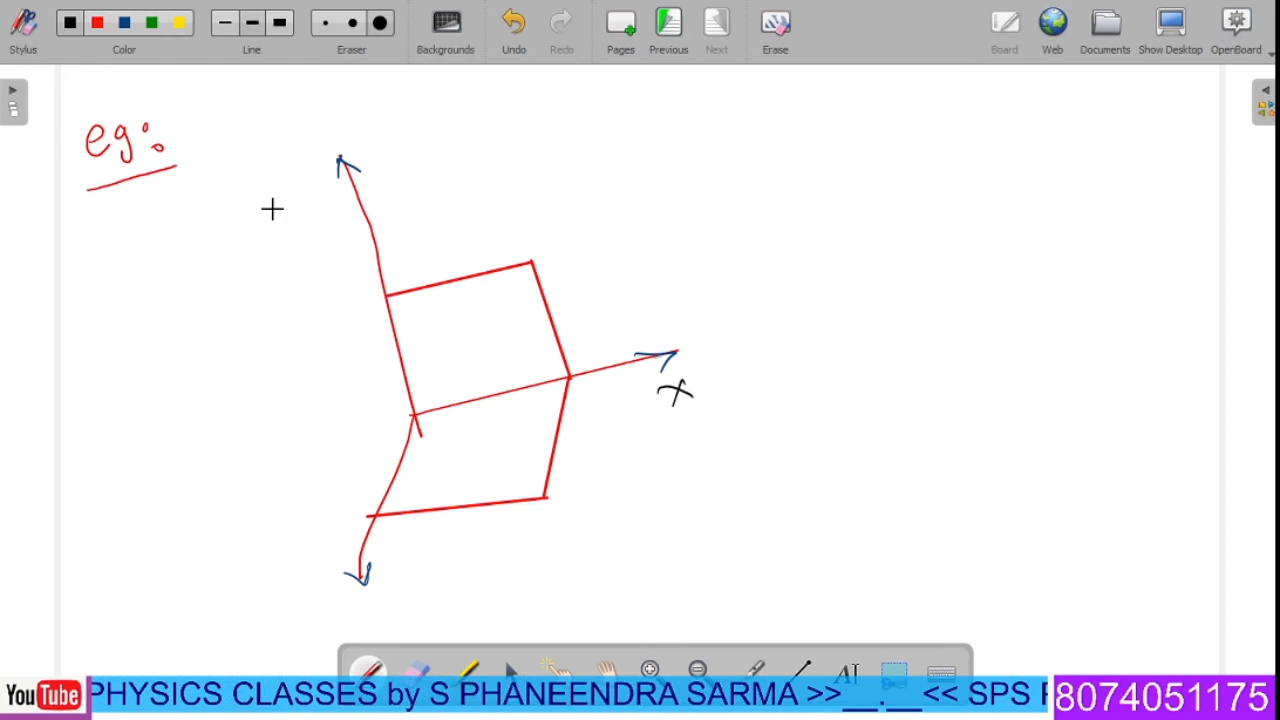 Stylus Color Line Eraser Backgrounds Undo Redo Pages Previous Next Erase Board Web Documents Show Desktop OpenBoard
eg:
x
AI
YouTube PHYSICS CLASSES by S PHANEENDRA SARMA >>__.__<< SPS P 8074051175